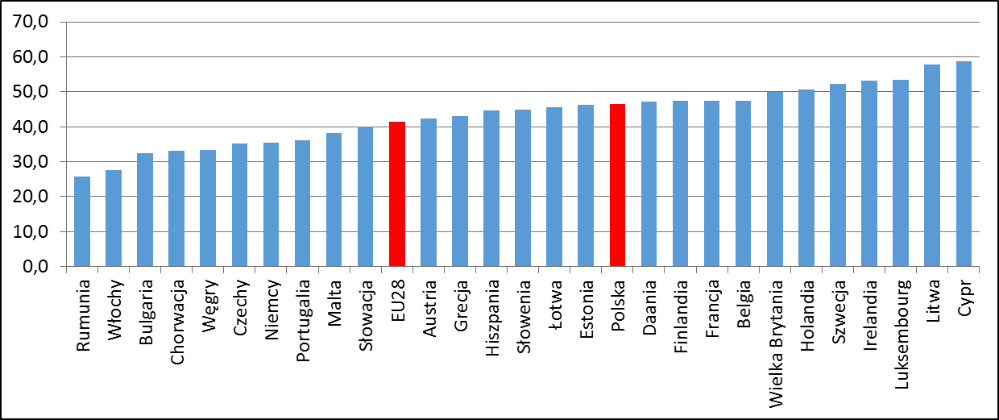 70,0
60,0
50,0
40,0
30,0
20,0
10,0
0,0
Rumunia
Włochy
Bulgaria
Chorwacja
Węgry
Czechy
Niemcy
Portugalia
Malta
Słowacja
EU28
Austria
Grecja
Hiszpania
Słowenia
Łotwa
Estonia
Polska
Daania
Finlandia
Francja
Belgia
Wielka Brytania
Holandia
Szwecja
Irelandia
Luksembourg
Litwa
Cypr